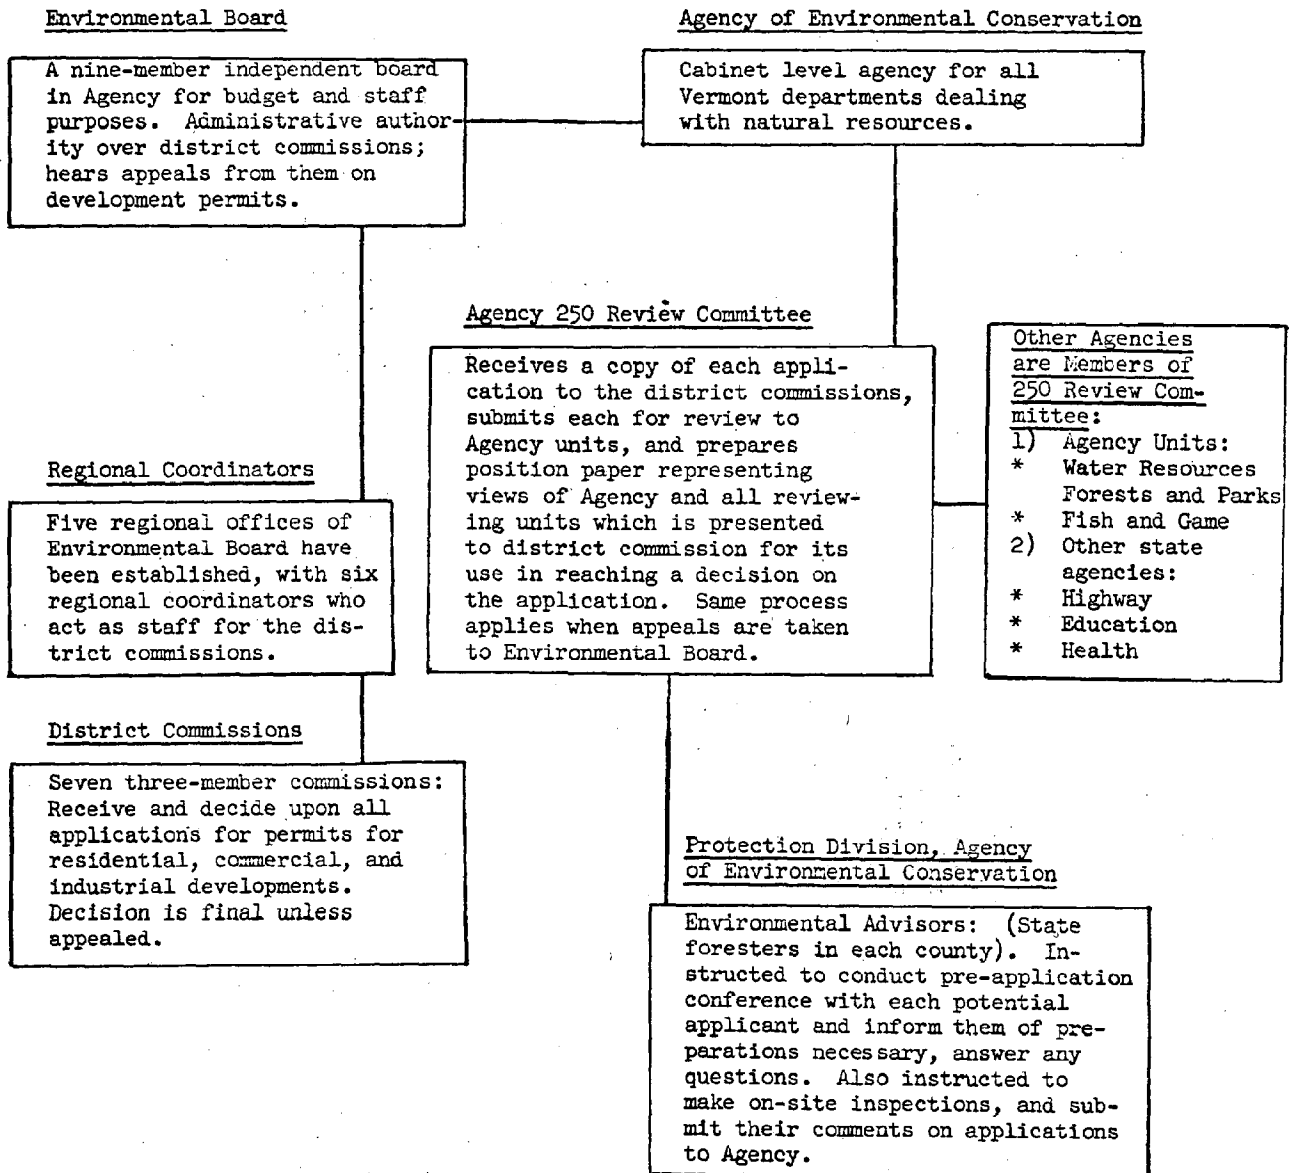 Environmental Board
A nine-member independent board
in Agency for budget and staff
purposes. Administrative author-
ity over district commissions;
hears appeals from them on
development permits.
Agency of Environmental Conservation
Cabinet level agency for all
Vermont departments dealing
with natural resources.
Agency 250 Review Committee
Receives a copy of each appli-
cation to the district commissions,
submits each for review to
Agency units, and prepares
position paper representing
views of Agency and all review-
ing units which is presented
to district commission for its
use in reaching a decision on
the application. Same process
applies when appeals are taken
to Environmental Board.
Other Agencies
are Members of
250 Review Com-
mittee:
1) Agency Units:
* Water Resources
Forests and Parks
* Fish and Game
2) Other state
agencies:
* Highway
* Education
* Health
Regional Coordinators
Five regional offices of
Environmental Board have
been established, with six
regional coordinators who
act as staff for the dis-
trict commissions.
District Commissions
Seven three-member commissions:
Receive and decide upon all
applications for permits for
residential, commercial, and
industrial developments.
Decision is final unless
appealed.
Protection Division, Agency
of Environmental Conservation
Environmental Advisors: (State
foresters in each county). In-
structed to conduct pre-application
conference with each potential
applicant and inform them of pre-
parations necessary, answer any
questions. Also instructed to
make on-site inspections, and sub-
mit their comments on applications
to Agency.